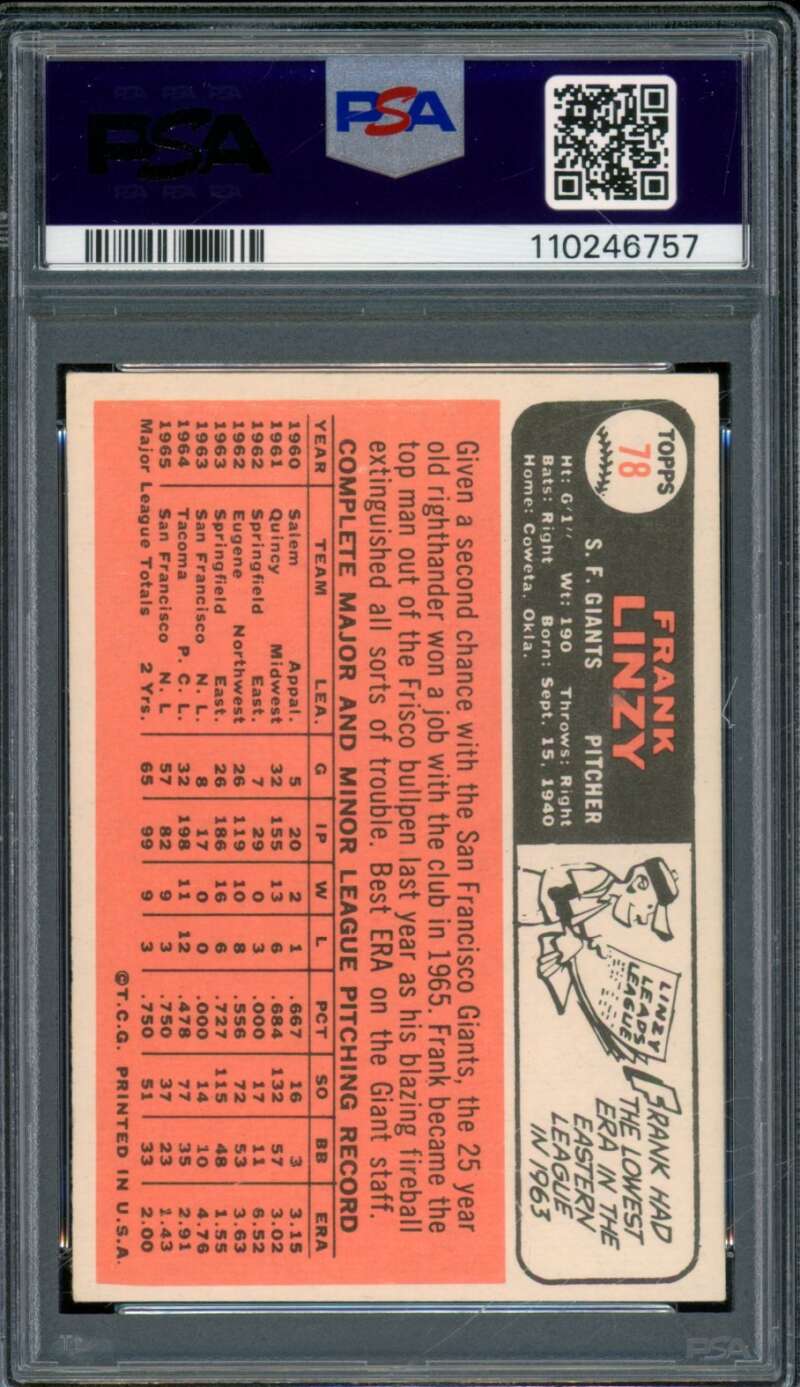 PSA PSA PSA
PSA
PSA PSA PSA
PSA
110246757
TOPPS
78
FRANK
LINZY
S. F. GIANTS PITCHER
Ht: 6'1" Wt: 190 Throws: Right
Bats: Right Born: Sept. 15, 1940
Home: Coweta, Okla.
LINZY
LEADS
LEAGUE
FRANK HAD
THE LOWEST
ERA IN THE
EASTERN
LEAGUE
IN 1963
Given a second chance with the San Francisco Giants, the 25 year
old righthander won a job with the club in 1965. Frank became the
top man out of the Frisco bullpen last year as his blazing fireball
extinguished all sorts of trouble. Best ERA on the Giant staff.
COMPLETE MAJOR AND MINOR LEAGUE PITCHING RECORD
YEAR TEAM LEA. G IP W L PCT SO BB ERA
1960 Salem Appal. 5 20 2 1 .667 16 3 3.15
1961 Quincy Midwest 32 155 13 6 .684 132 57 3.02
1962 Springfield East. 7 29 0 3 .000 17 11 6.52
1962 Eugene Northwest 26 119 10 8 .556 72 53 3.63
1963 Springfield East. 26 186 16 6 .727 115 48 1.55
1963 San Francisco N. L. 8 17 0 0 .000 14 10 4.76
1964 Tacoma P. C. L. 32 198 11 12 .478 77 35 2.91
1965 San Francisco N. L. 57 82 9 3 .750 37 23 1.43
Major League Totals 2 Yrs. 65 99 9 3 .750 51 33 2.00
©T.C.G. PRINTED IN U.S.A.
PSA